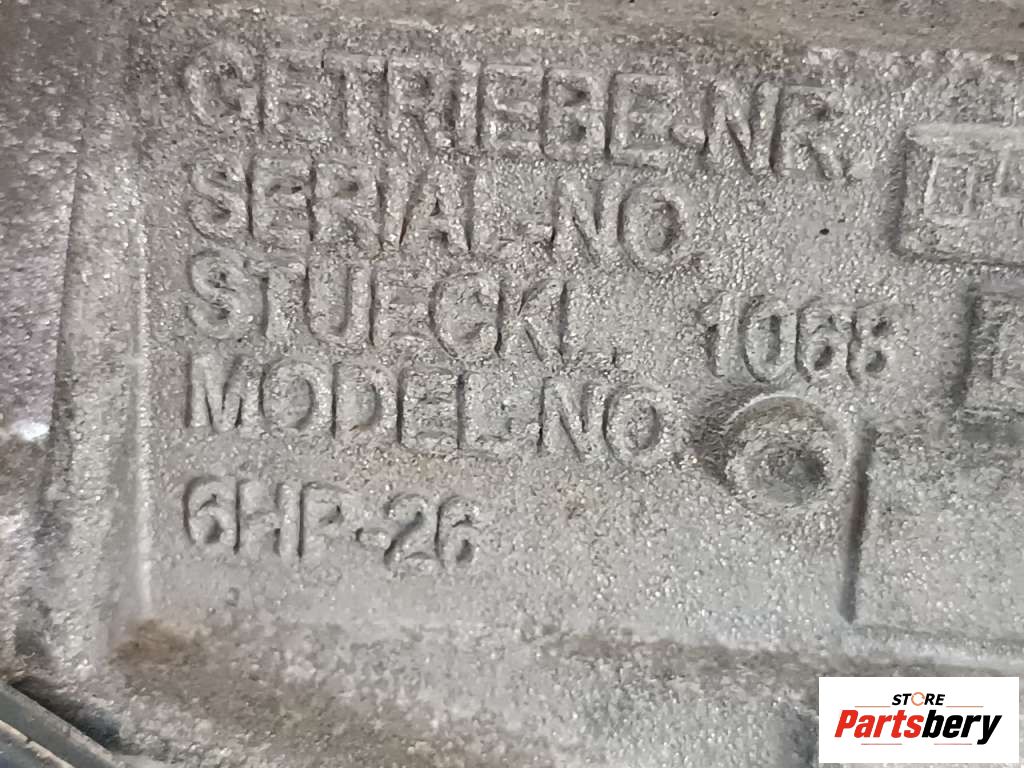 GETRIEBE-NR.
SERIAL-NO.
STUECKL.
1068
MODEL-NO.
6HP-26
STORE
Partsbery